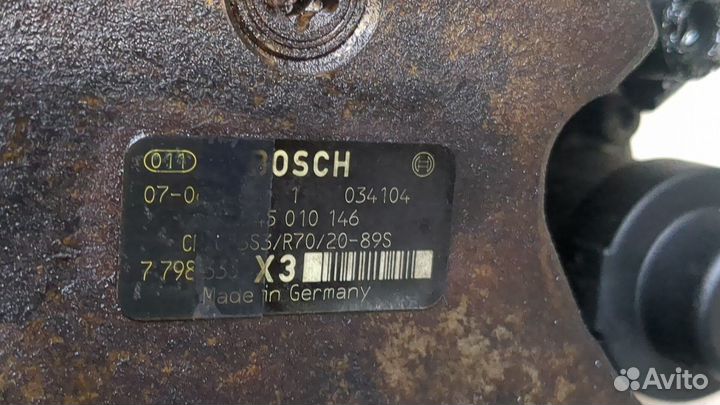 011 BOSCH
07-0 1 034104
45 010 146
S3/R70/20-89S
7 798 333 X3
Made in Germany
Avito